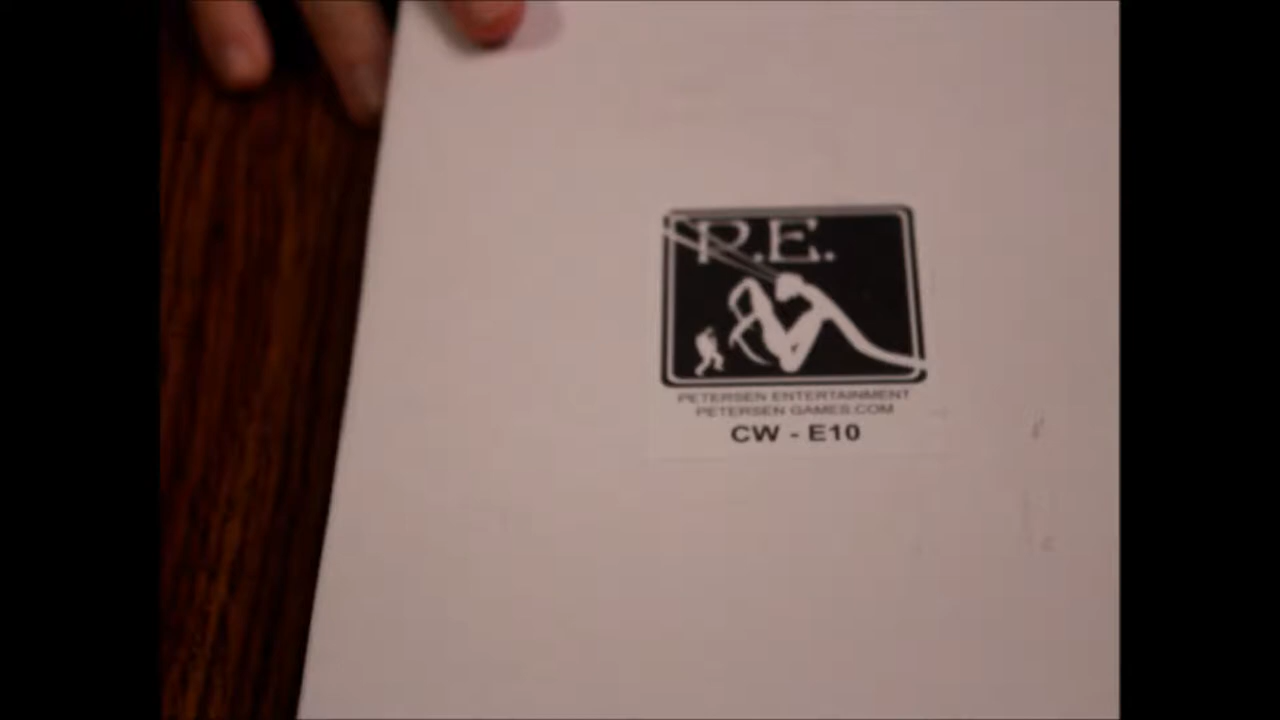 P.E.
PETERSEN ENTERTAINMENT
PETERSEN GAMES.COM
CW - E10